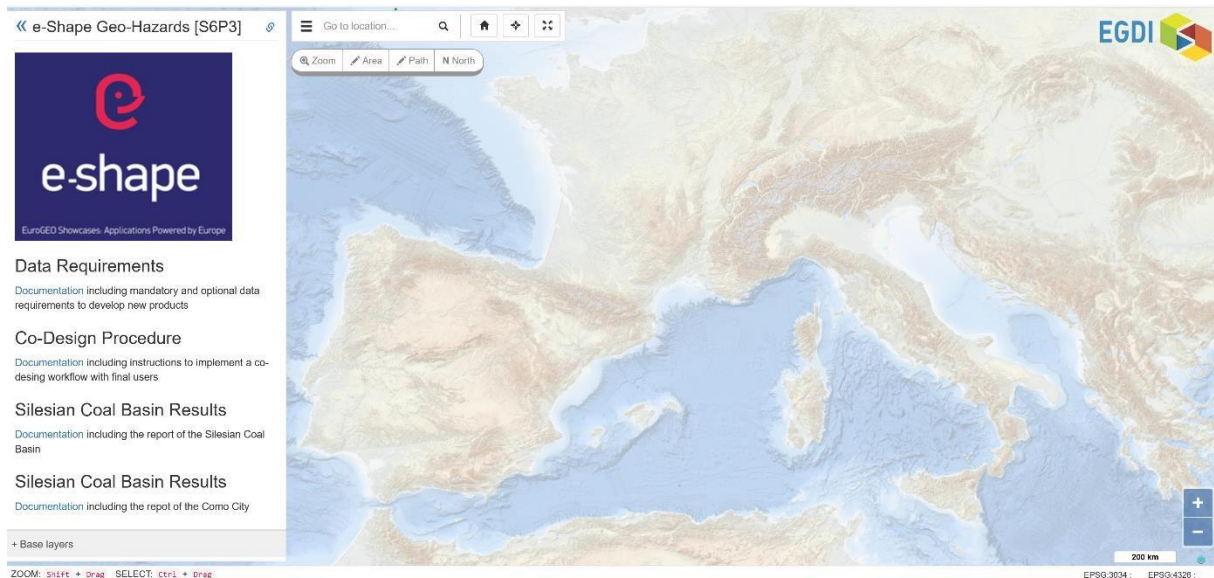 « e-Shape Geo-Hazards [S6P3]
e-shape
EuroGEO Showcases: Applications Powered by Europe
Data Requirements
Documentation including mandatory and optional data
requirements to develop new products
Co-Design Procedure
Documentation including instructions to implement a co-
desing workflow with final users
Silesian Coal Basin Results
Documentation including the report of the Silesian Coal
Basin
Silesian Coal Basin Results
Documentation including the repot of the Como City
+ Base layers
ZOOM: Shift + Drag SELECT: Ctrl + Drag
Go to location...
Zoom Area Path N North
EGDI
+
−
200 km
EPSG:3034 : EPSG:4326 :